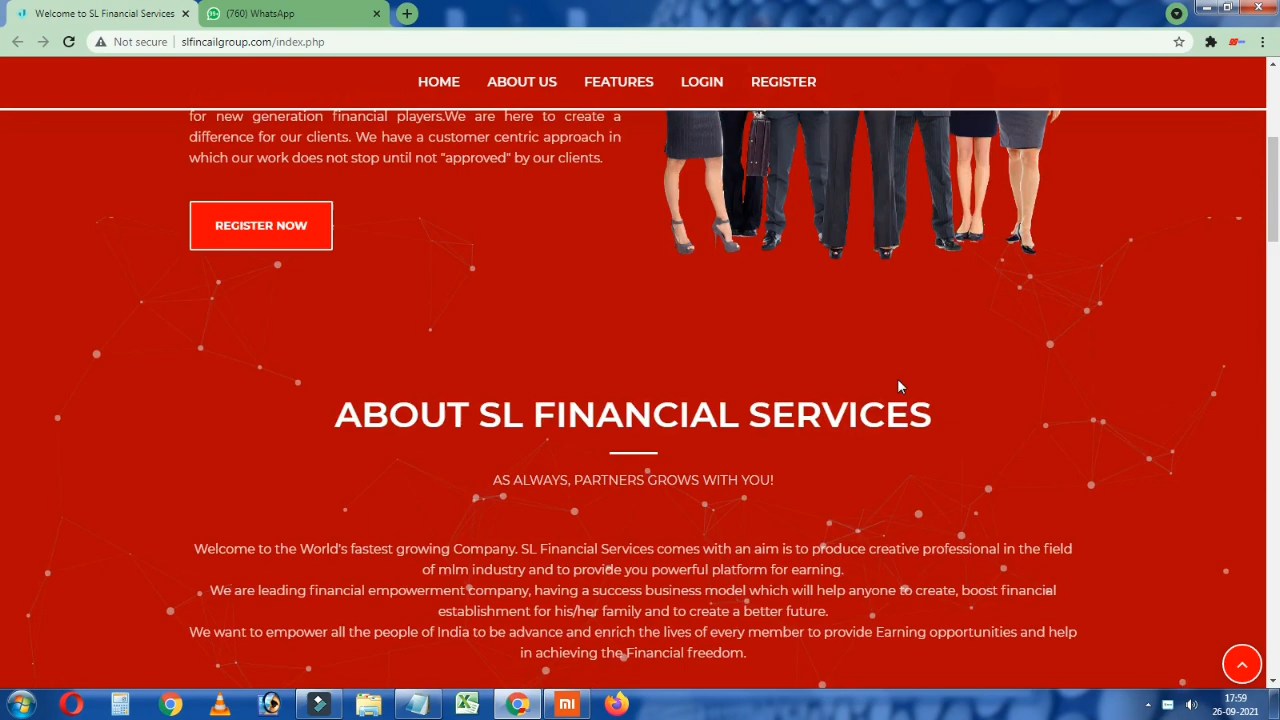 Welcome to SL Financial Services
(760) WhatsApp
Not secure
slfincailgroup.com/index.php
HOME
ABOUT US
FEATURES
LOGIN
REGISTER
for new generation financial players.We are here to create a
difference for our clients. We have a customer centric approach in
which our work does not stop until not "approved" by our clients.
REGISTER NOW
ABOUT SL FINANCIAL SERVICES
AS ALWAYS, PARTNERS GROWS WITH YOU!
Welcome to the World's fastest growing Company. SL Financial Services comes with an aim is to produce creative professional in the field
of mlm industry and to provide you powerful platform for earning.
We are leading financial empowerment company, having a success business model which will help anyone to create, boost financial
establishment for his/her family and to create a better future.
We want to empower all the people of India to be advance and enrich the lives of every member to provide Earning opportunities and help
in achieving the Financial freedom.
17:59
26-09-2021